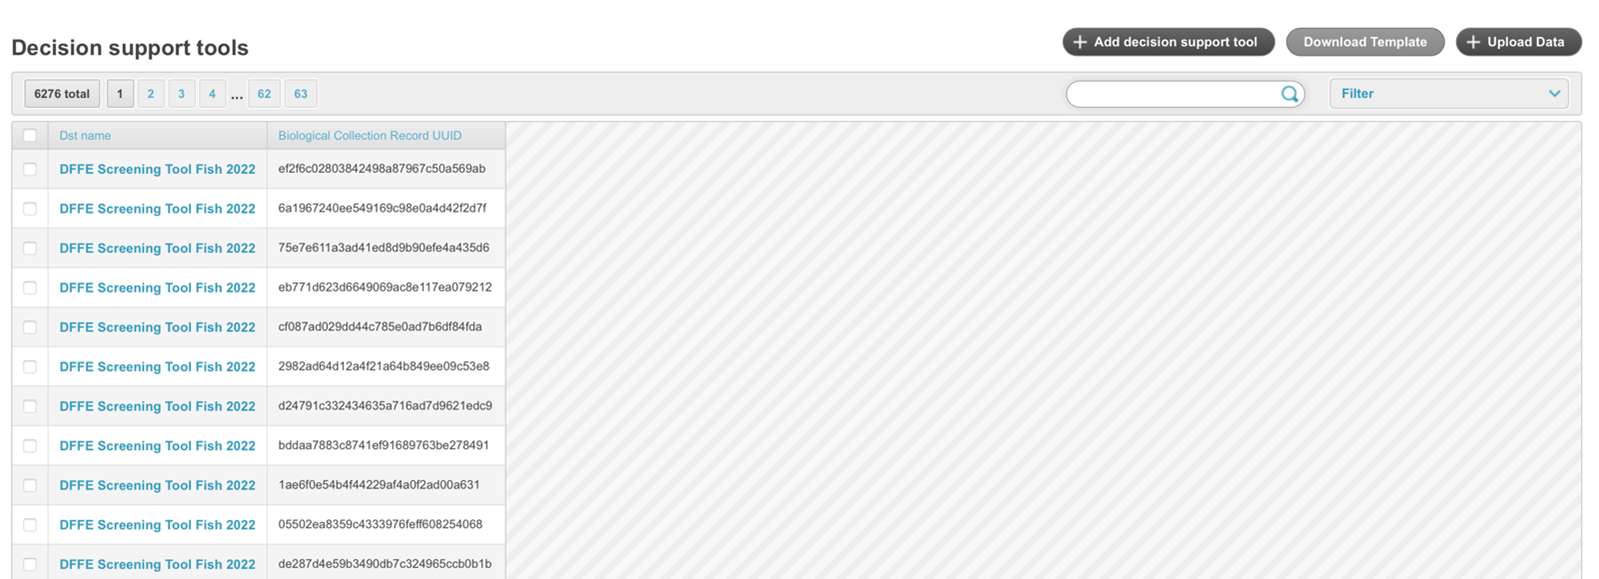 Decision support tools
+ Add decision support tool Download Template + Upload Data
6276 total 1 2 3 4 ... 62 63 Filter
Dst name Biological Collection Record UUID
DFFE Screening Tool Fish 2022 ef2f6c02803842498a87967c50a569ab
DFFE Screening Tool Fish 2022 6a1967240ee549169c98e0a4d42f2d7f
DFFE Screening Tool Fish 2022 75e7e611a3ad41ed8d9b90efe4a435d6
DFFE Screening Tool Fish 2022 eb771d623d6649069ac8e117ea079212
DFFE Screening Tool Fish 2022 cf087ad029dd44c785e0ad7b6df84fda
DFFE Screening Tool Fish 2022 2982ad64d12a4f21a64b849ee09c53e8
DFFE Screening Tool Fish 2022 d24791c332434635a716ad7d9621edc9
DFFE Screening Tool Fish 2022 bddaa7883c8741ef91689763be278491
DFFE Screening Tool Fish 2022 1ae6f0e54b4f44229af4a0f2ad00a631
DFFE Screening Tool Fish 2022 05502ea8359c4333976feff608254068
DFFE Screening Tool Fish 2022 de287d4e59b3490db7c324965ccb0b1b